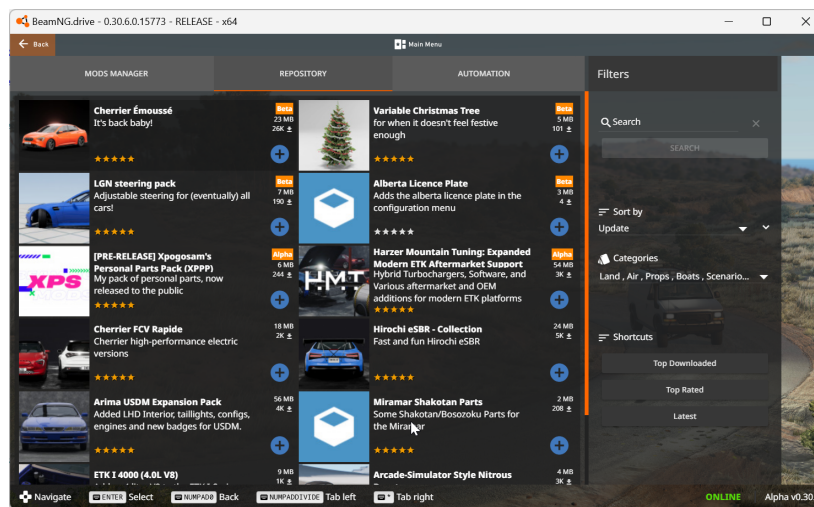 BeamNG.drive - 0.30.6.0.15773 - RELEASE - x64
Back
Main Menu
MODS MANAGER
REPOSITORY
AUTOMATION
Filters
Cherrier Émoussé
It's back baby!
Beta
23 MB
26K
Variable Christmas Tree
for when it doesn't feel festive
enough
Beta
5 MB
101
Search
SEARCH
LGN steering pack
Adjustable steering for (eventually) all
cars!
Beta
7 MB
190
Alberta Licence Plate
Adds the alberta licence plate in the
configuration menu
Beta
3 MB
4
Sort by
Update
XPS
[PRE-RELEASE] Xpogosam's
Personal Parts Pack (XPPP)
My pack of personal parts, now
released to the public
Alpha
6 MB
244
HMT
Harzer Mountain Tuning: Expanded
Modern ETK Aftermarket Support
Hybrid Turbochargers, Software, and
Various aftermarket and OEM
additions for modern ETK platforms
Alpha
54 MB
3K
Categories
Land , Air , Props , Boats , Scenario...
Cherrier FCV Rapide
Cherrier high-performance electric
versions
18 MB
2K
Hirochi eSBR - Collection
Fast and fun Hirochi eSBR
24 MB
5K
Shortcuts
Top Downloaded
Top Rated
Latest
Arima USDM Expansion Pack
Added LHD Interior, taillights, configs,
engines and new badges for USDM.
56 MB
4K
Miramar Shakotan Parts
Some Shakotan/Bosozoku Parts for
the Miramar
2 MB
208
ETK I 4000 (4.0L V8)
9 MB
1K
Arcade-Simulator Style Nitrous
4 MB
3K
Navigate
ENTER Select
NUMPAD0 Back
NUMPADDIVIDE Tab left
* Tab right
ONLINE
Alpha v0.30.